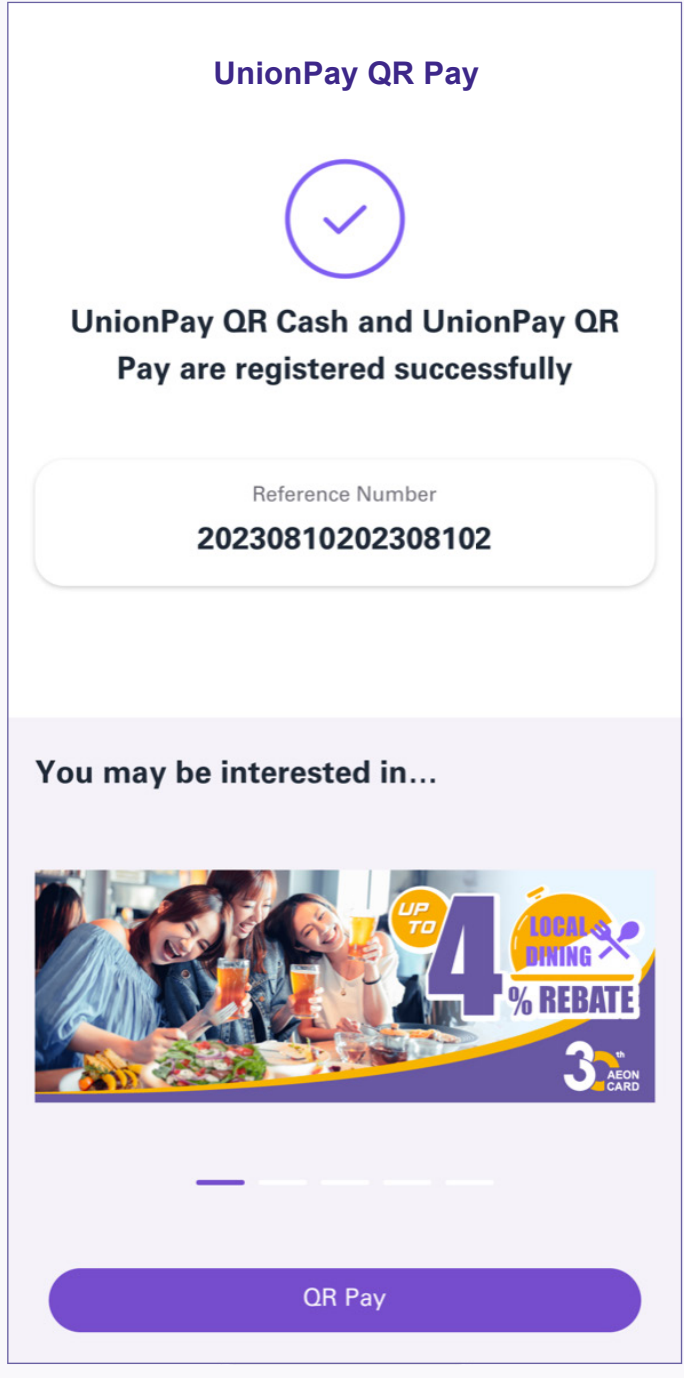 UnionPay QR Pay
UnionPay QR Cash and UnionPay QR
Pay are registered successfully
Reference Number
20230810202308102
You may be interested in...
UP
TO
4
% REBATE
LOCAL
DINING
30th
AEON
CARD
QR Pay